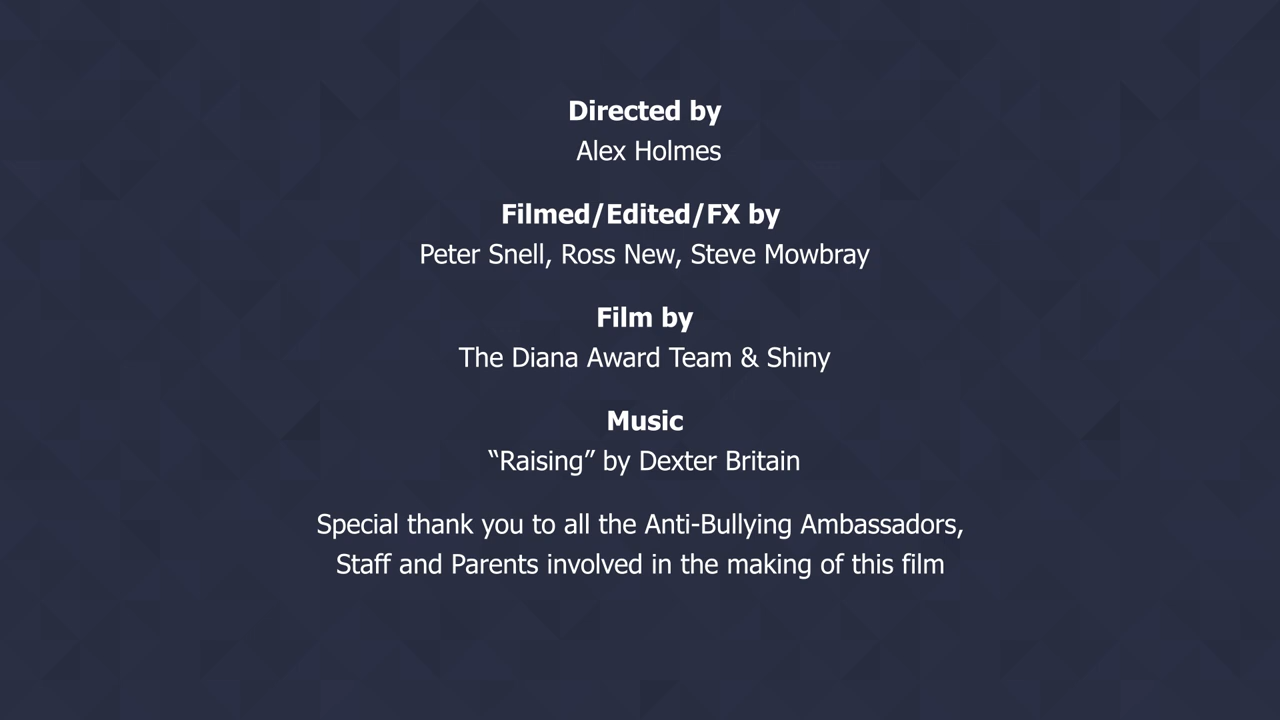 Directed by
Alex Holmes
Filmed/Edited/FX by
Peter Snell, Ross New, Steve Mowbray
Film by
The Diana Award Team & Shiny
Music
“Raising” by Dexter Britain
Special thank you to all the Anti-Bullying Ambassadors,
Staff and Parents involved in the making of this film